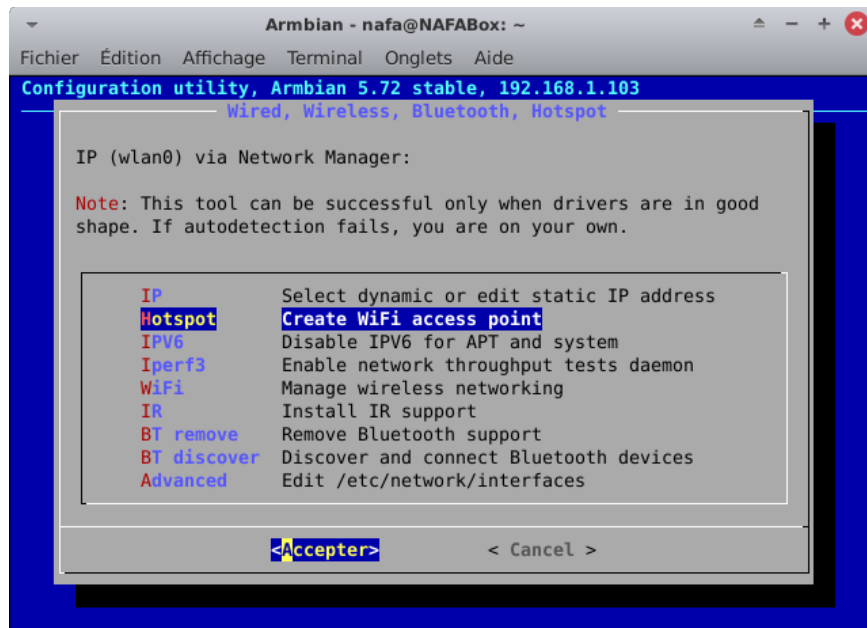 Armbian - nafa@NAFABox: ~
Fichier Édition Affichage Terminal Onglets Aide
Configuration utility, Armbian 5.72 stable, 192.168.1.103
Wired, Wireless, Bluetooth, Hotspot
IP (wlan0) via Network Manager:
Note: This tool can be successful only when drivers are in good
shape. If autodetection fails, you are on your own.
IP Select dynamic or edit static IP address
Hotspot Create WiFi access point
IPV6 Disable IPV6 for APT and system
Iperf3 Enable network throughput tests daemon
WiFi Manage wireless networking
IR Install IR support
BT remove Remove Bluetooth support
BT discover Discover and connect Bluetooth devices
Advanced Edit /etc/network/interfaces
<Accepter> < Cancel >